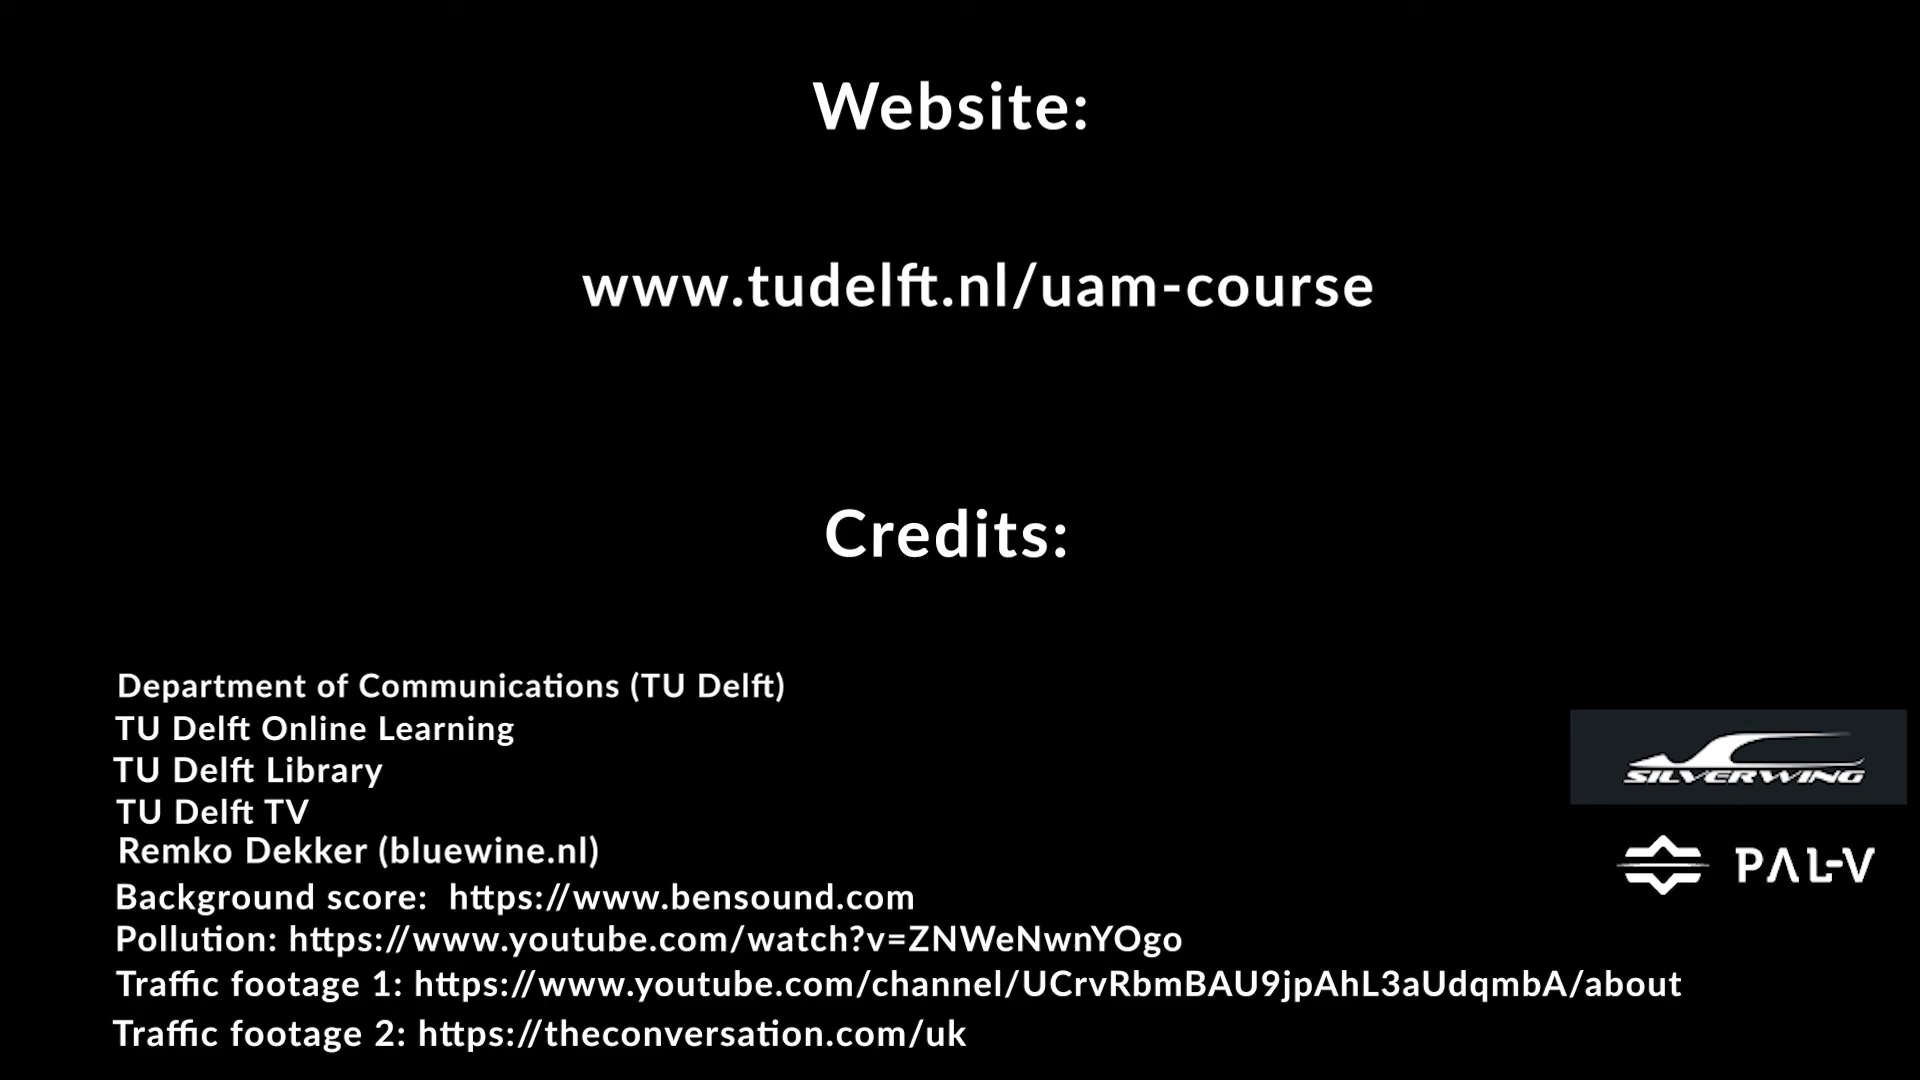 Website:
www.tudelft.nl/uam-course
Credits:
Department of Communications (TU Delft)
TU Delft Online Learning
TU Delft Library
TU Delft TV
Remko Dekker (bluewine.nl)
Background score:  https://www.bensound.com
Pollution: https://www.youtube.com/watch?v=ZNWeNwnYOgo
Traffic footage 1: https://www.youtube.com/channel/UCrvRbmBAU9jpAhL3aUdqmbA/about
Traffic footage 2: https://theconversation.com/uk
SILVERWING
PAL-V